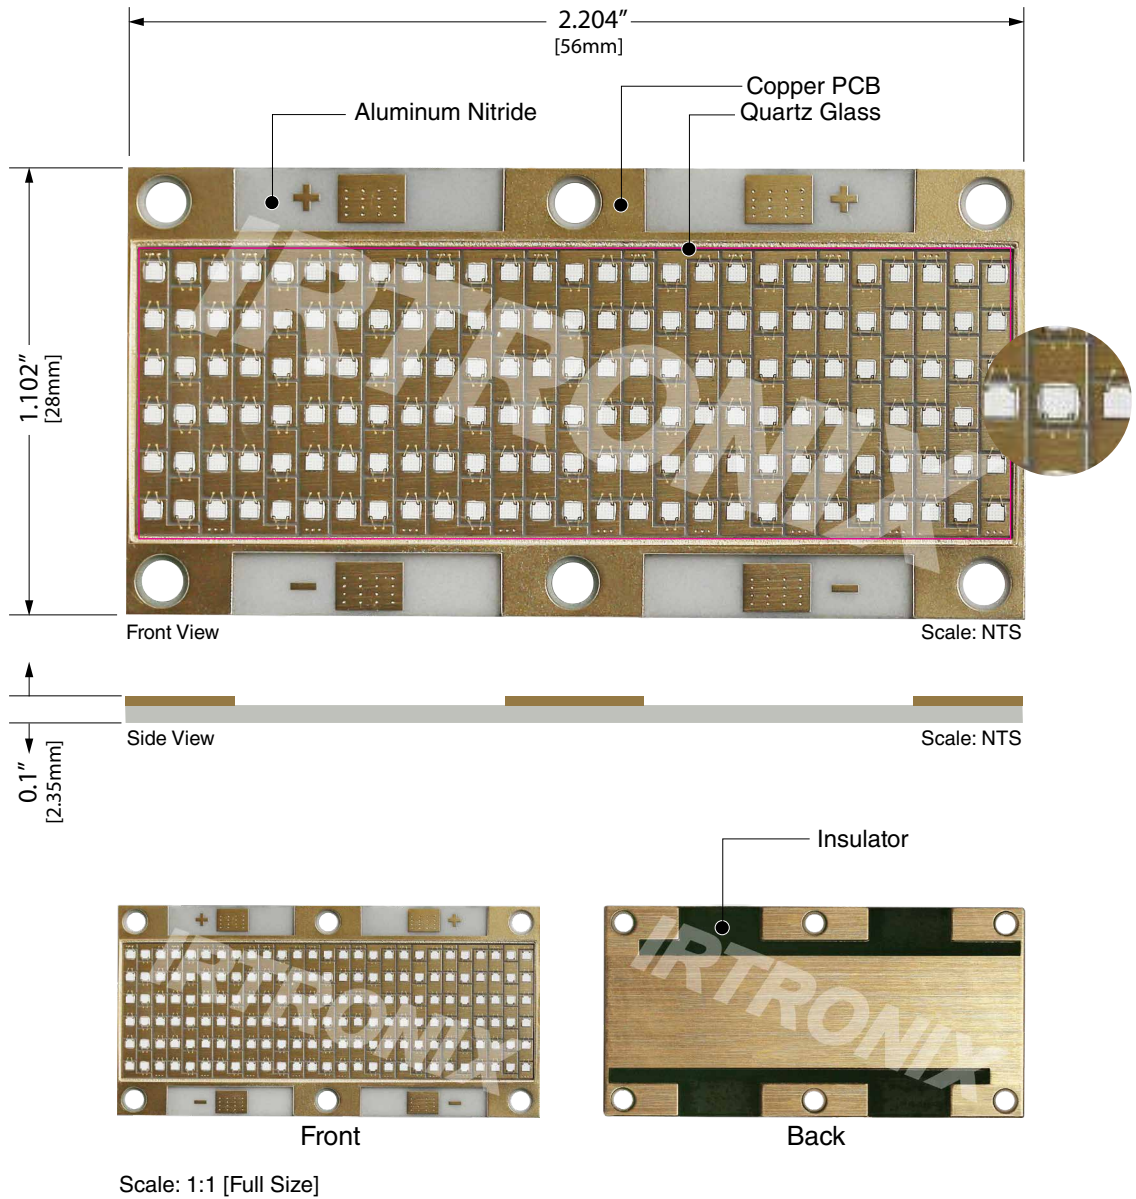 2.204"
[56mm]
Copper PCB
Aluminum Nitride
Quartz Glass
+
+
1.102"
[28mm]
IRTRONIX
-
-
Front View
Scale: NTS
Side View
Scale: NTS
0.1"
[2.35mm]
Insulator
+
+
IRTRONIX
IRTRONIX
-
-
Front
Back
Scale: 1:1 [Full Size]